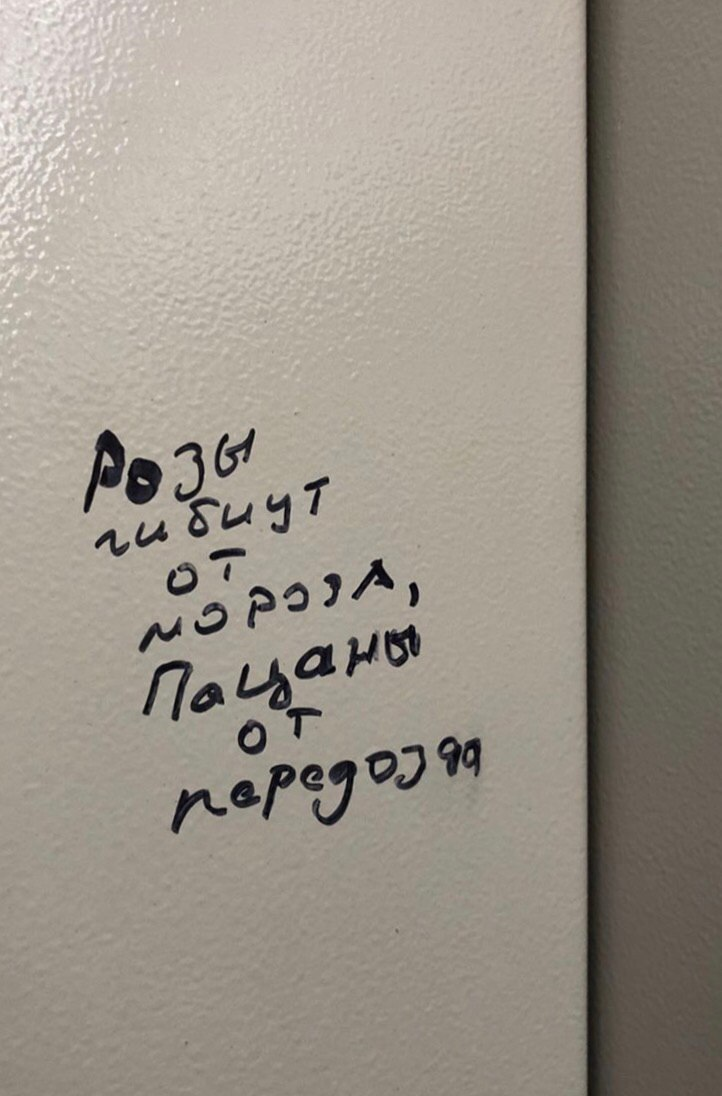 Розы
гибнут
от
мороза,
Пацаны
от
передоза